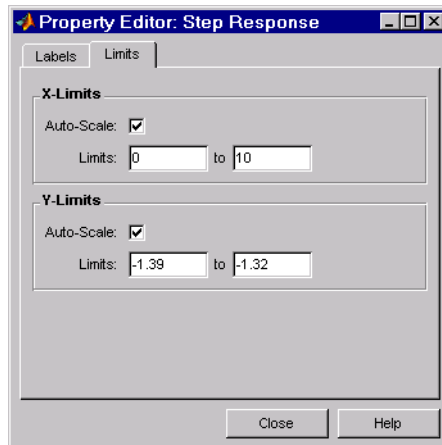 Property Editor: Step Response
Labels Limits
X-Limits
Auto-Scale:
Limits: 0 to 10
Y-Limits
Auto-Scale:
Limits: -1.39 to -1.32
Close Help